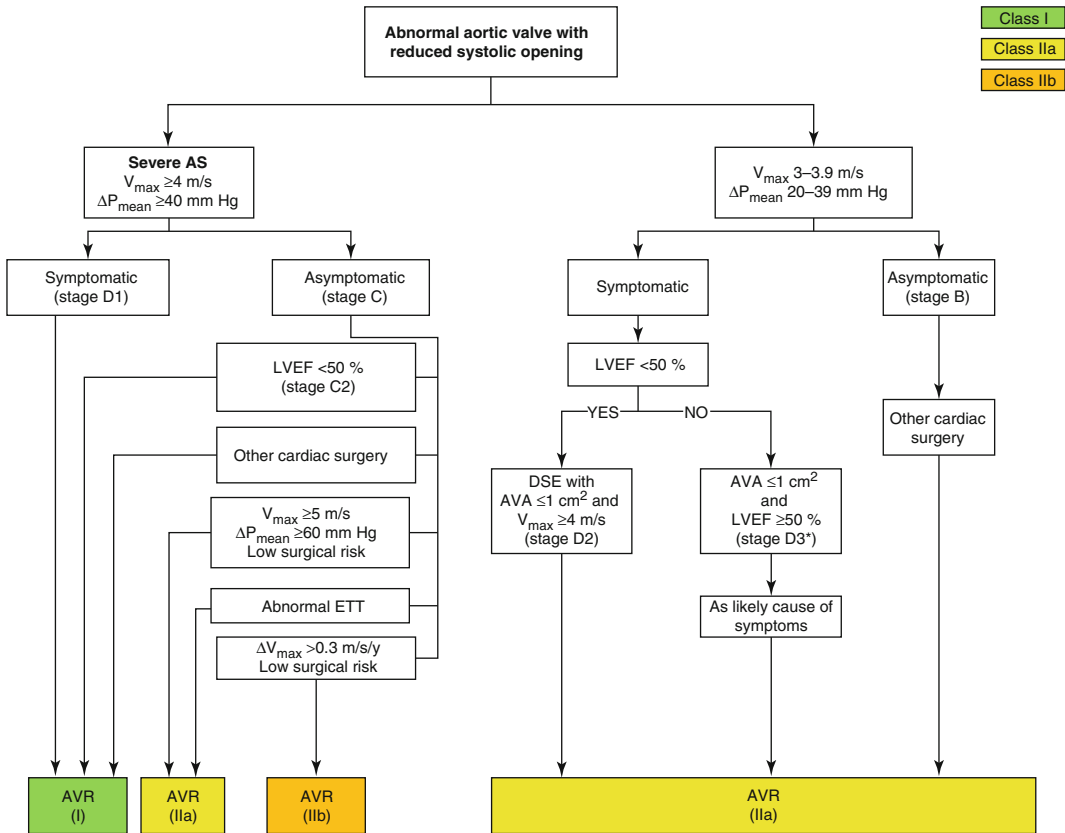 Abnormal aortic valve with
reduced systolic opening
Class I
Class IIa
Class IIb
Severe AS
Vmax ≥4 m/s
ΔPmean ≥40 mm Hg
Vmax 3–3.9 m/s
ΔPmean 20–39 mm Hg
Symptomatic
(stage D1)
Asymptomatic
(stage C)
Symptomatic
Asymptomatic
(stage B)
LVEF <50 %
(stage C2)
LVEF <50 %
YES
NO
Other cardiac surgery
Other cardiac
surgery
Vmax ≥5 m/s
ΔPmean ≥60 mm Hg
Low surgical risk
DSE with
AVA ≤1 cm² and
Vmax ≥4 m/s
(stage D2)
AVA ≤1 cm²
and
LVEF ≥50 %
(stage D3*)
Abnormal ETT
As likely cause of
symptoms
ΔVmax >0.3 m/s/y
Low surgical risk
AVR
(I)
AVR
(IIa)
AVR
(IIb)
AVR
(IIa)